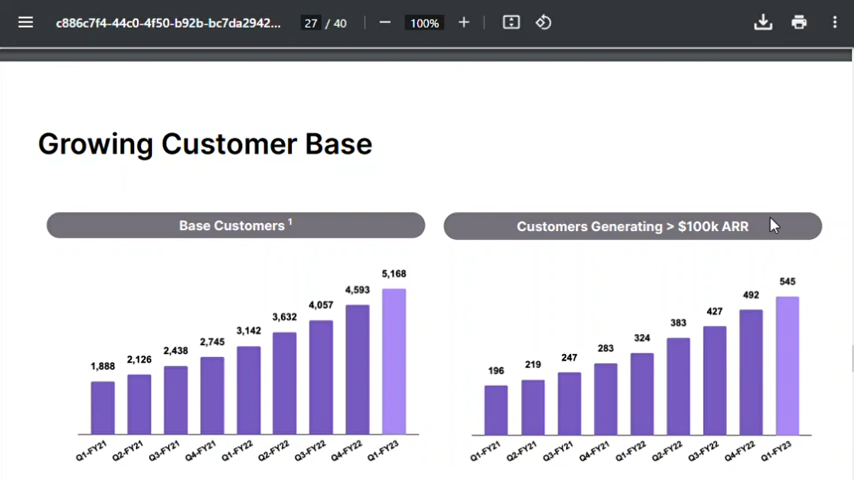 c886c7f4-44c0-4f50-b92b-bc7da2942... 27 / 40 100%
Growing Customer Base
Base Customers 1
1,888 2,126 2,438 2,745 3,142 3,632 4,057 4,593 5,168
Q1-FY21 Q2-FY21 Q3-FY21 Q4-FY21 Q1-FY22 Q2-FY22 Q3-FY22 Q4-FY22 Q1-FY23
Customers Generating > $100k ARR
196 219 247 283 324 383 427 492 545
Q1-FY21 Q2-FY21 Q3-FY21 Q4-FY21 Q1-FY22 Q2-FY22 Q3-FY22 Q4-FY22 Q1-FY23